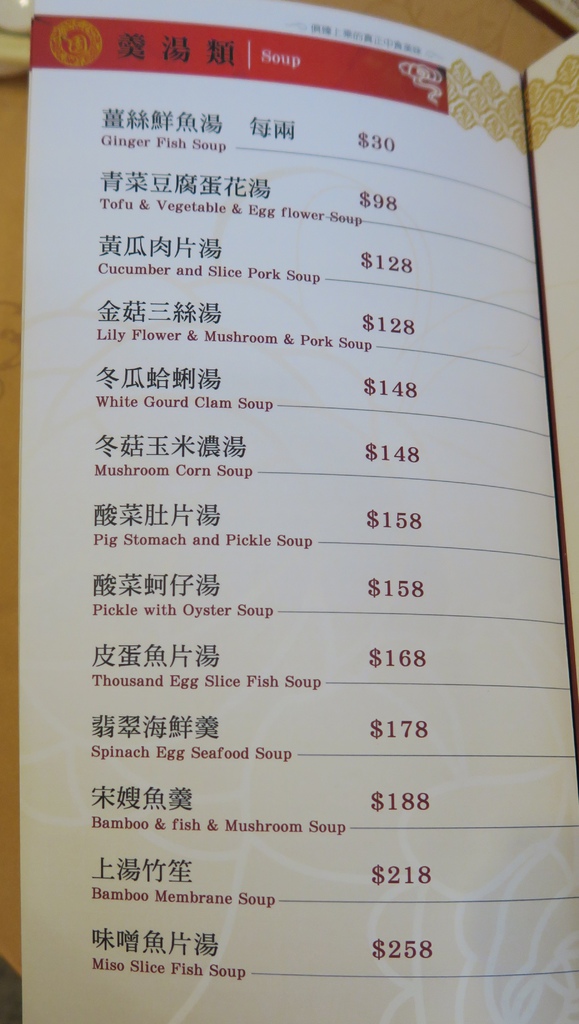 羹湯類 | Soup
薑絲鮮魚湯 每兩 $30
Ginger Fish Soup
青菜豆腐蛋花湯 $98
Tofu & Vegetable & Egg flower Soup
黃瓜肉片湯 $128
Cucumber and Slice Pork Soup
金菇三絲湯 $128
Lily Flower & Mushroom & Pork Soup
冬瓜蛤蜊湯 $148
White Gourd Clam Soup
冬菇玉米濃湯 $148
Mushroom Corn Soup
酸菜肚片湯 $158
Pig Stomach and Pickle Soup
酸菜蚵仔湯 $158
Pickle with Oyster Soup
皮蛋魚片湯 $168
Thousand Egg Slice Fish Soup
翡翠海鮮羹 $178
Spinach Egg Seafood Soup
宋嫂魚羹 $188
Bamboo & fish & Mushroom Soup
上湯竹笙 $218
Bamboo Membrane Soup
味噌魚片湯 $258
Miso Slice Fish Soup